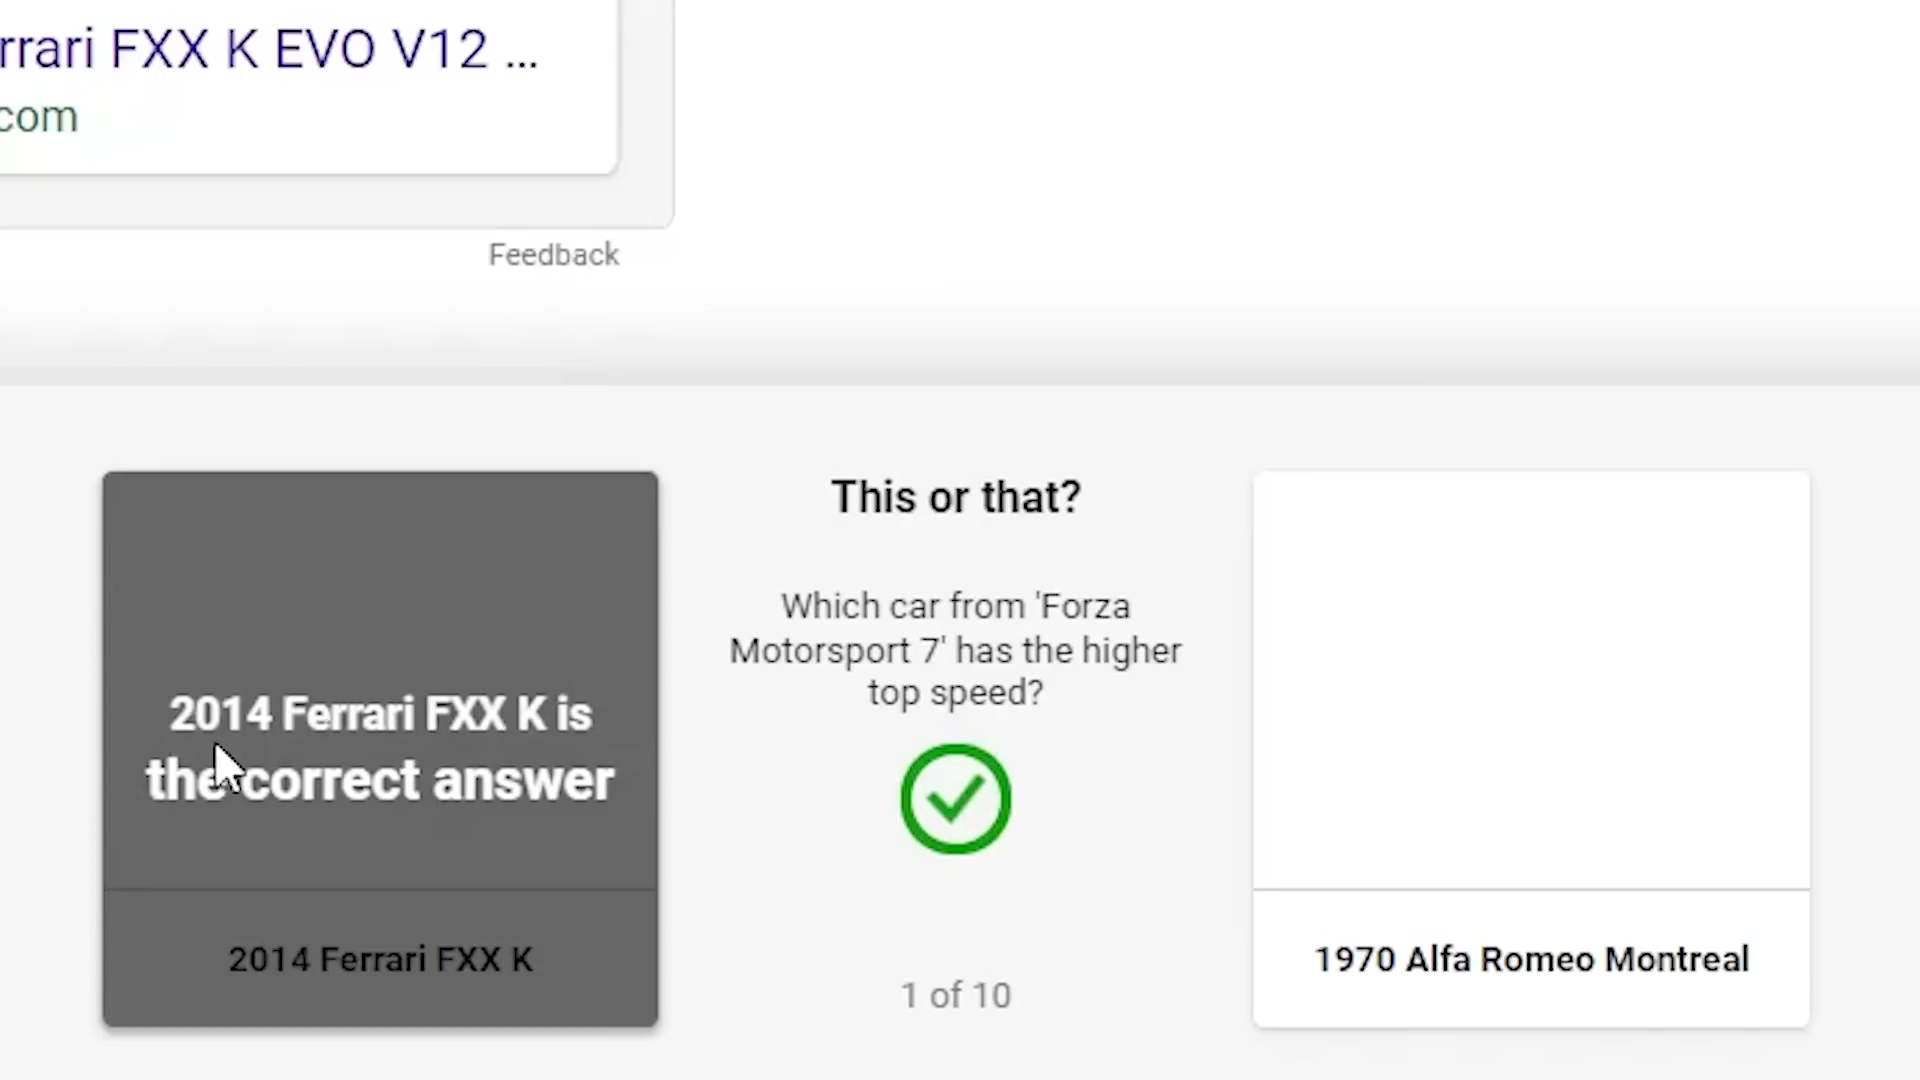 rrari FXX K EVO V12 ...
com
Feedback
This or that?
Which car from 'Forza
Motorsport 7' has the higher
top speed?
1 of 10
2014 Ferrari FXX K is
the correct answer
2014 Ferrari FXX K
1970 Alfa Romeo Montreal